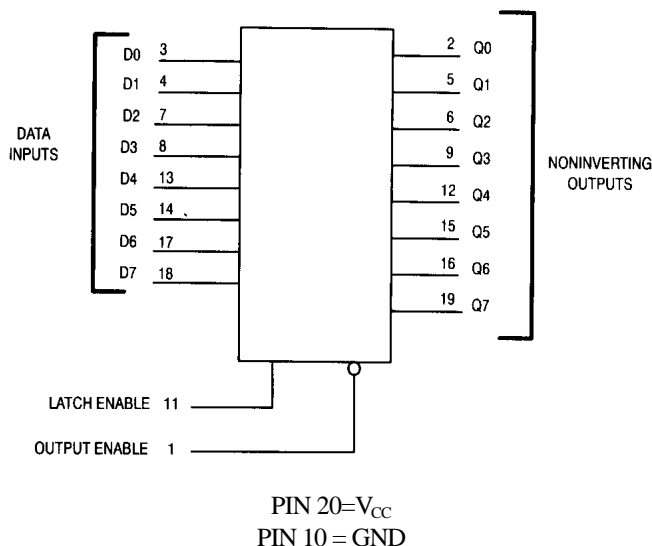 D0 3
D1 4
D2 7
D3 8
D4 13
D5 14
D6 17
D7 18
DATA
INPUTS
2 Q0
5 Q1
6 Q2
9 Q3
12 Q4
15 Q5
16 Q6
19 Q7
NONINVERTING
OUTPUTS
LATCH ENABLE 11
OUTPUT ENABLE 1
PIN 20=VCC
PIN 10 = GND